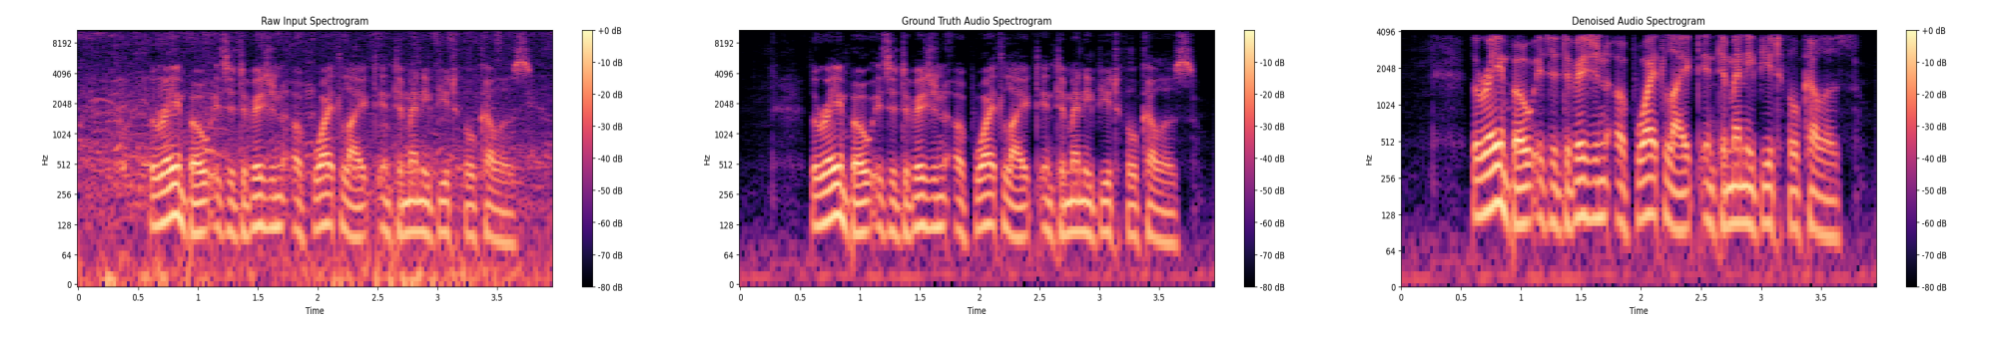 Raw Input Spectrogram
8192
4096
2048
1024
512
256
128
64
0
Hz
0 0.5 1 1.5 2 2.5 3 3.5
Time
+0 dB
-10 dB
-20 dB
-30 dB
-40 dB
-50 dB
-60 dB
-70 dB
-80 dB
Ground Truth Audio Spectrogram
8192
4096
2048
1024
512
256
128
64
0
Hz
0 0.5 1 1.5 2 2.5 3 3.5
Time
-10 dB
-20 dB
-30 dB
-40 dB
-50 dB
-60 dB
-70 dB
-80 dB
Denoised Audio Spectrogram
4096
2048
1024
512
256
128
64
0
Hz
0 0.5 1 1.5 2 2.5 3 3.5
Time
+0 dB
-10 dB
-20 dB
-30 dB
-40 dB
-50 dB
-60 dB
-70 dB
-80 dB